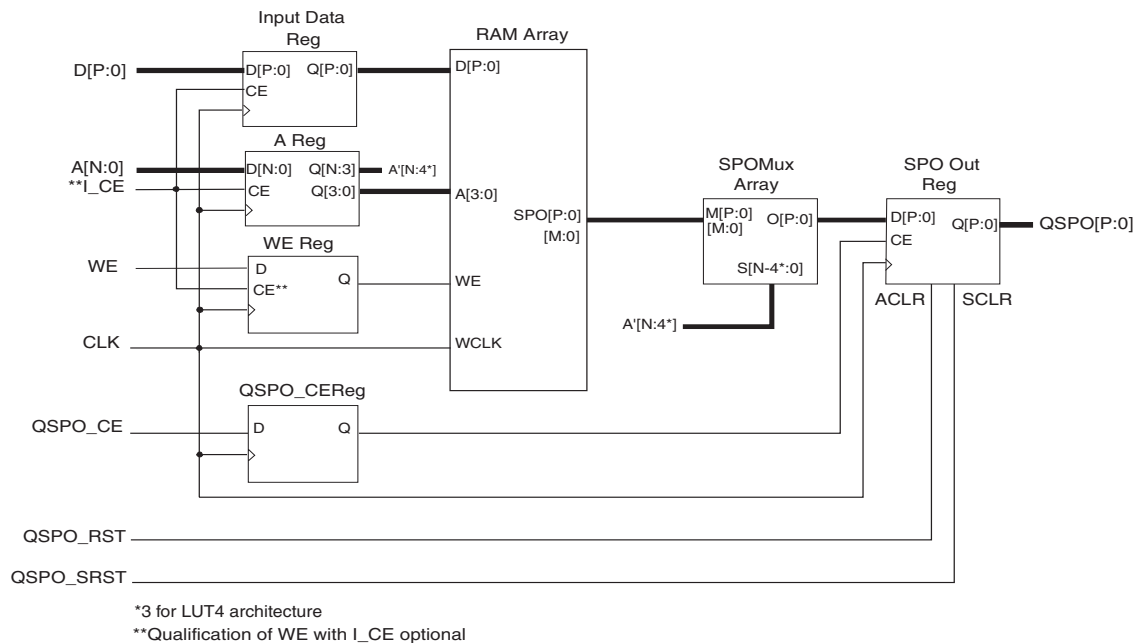 Input Data
Reg
D[P:0]
D[P:0] Q[P:0]
CE
RAM Array
D[P:0]
A Reg
A[N:0]
**I_CE
D[N:0] Q[N:3]
CE Q[3:0]
A'[N:4*]
A[3:0]
SPO[P:0]
[M:0]
SPOMux
Array
M[P:0] O[P:0]
[M:0]
S[N-4*:0]
A'[N:4*]
SPO Out
Reg
D[P:0] Q[P:0]
CE
QSPO[P:0]
ACLR SCLR
WE Reg
WE
D Q
CE**
WE
CLK
WCLK
QSPO_CEReg
QSPO_CE
D Q
QSPO_RST
QSPO_SRST
*3 for LUT4 architecture
**Qualification of WE with I_CE optional